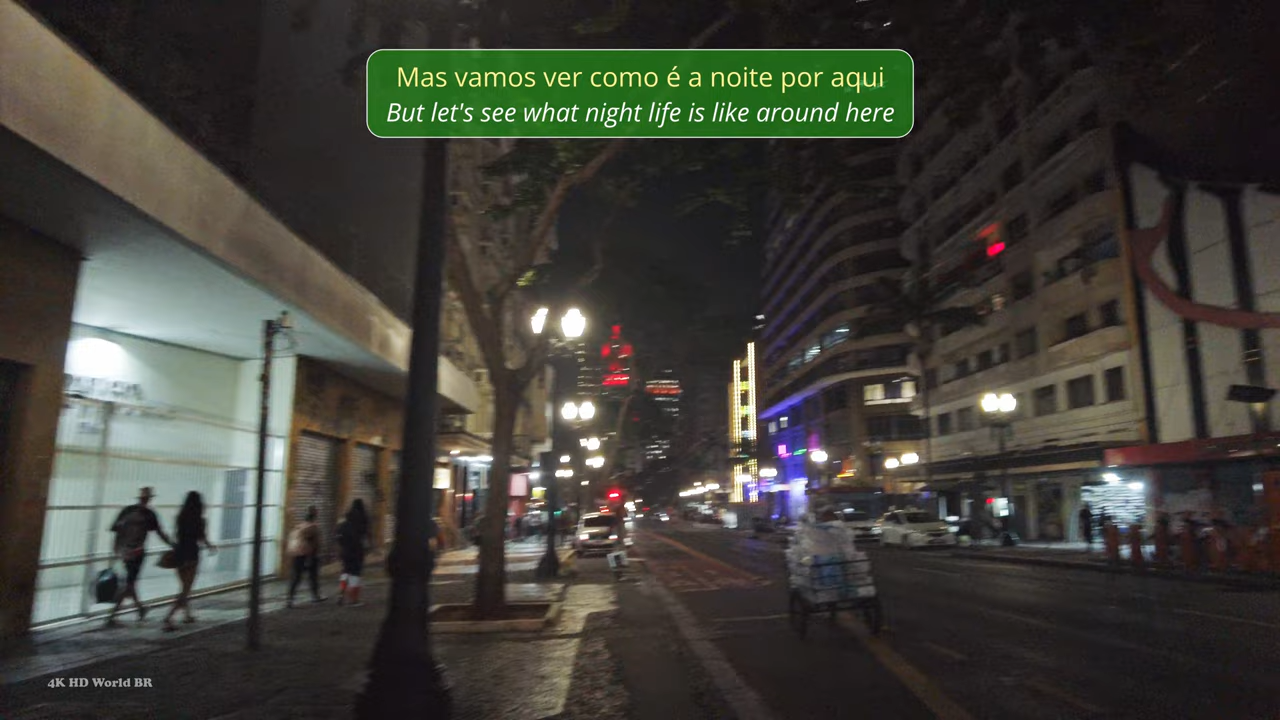 Mas vamos ver como é a noite por aqui
But let's see what night life is like around here
4K HD World BR